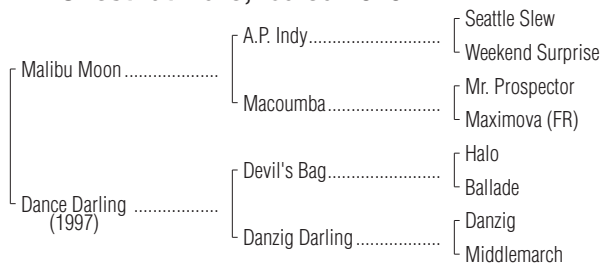 Seattle Slew
A.P. Indy
Weekend Surprise
Malibu Moon
Mr. Prospector
Macoumba
Maximova (FR)
Halo
Devil's Bag
Ballade
Dance Darling
(1997)
Danzig
Danzig Darling
Middlemarch